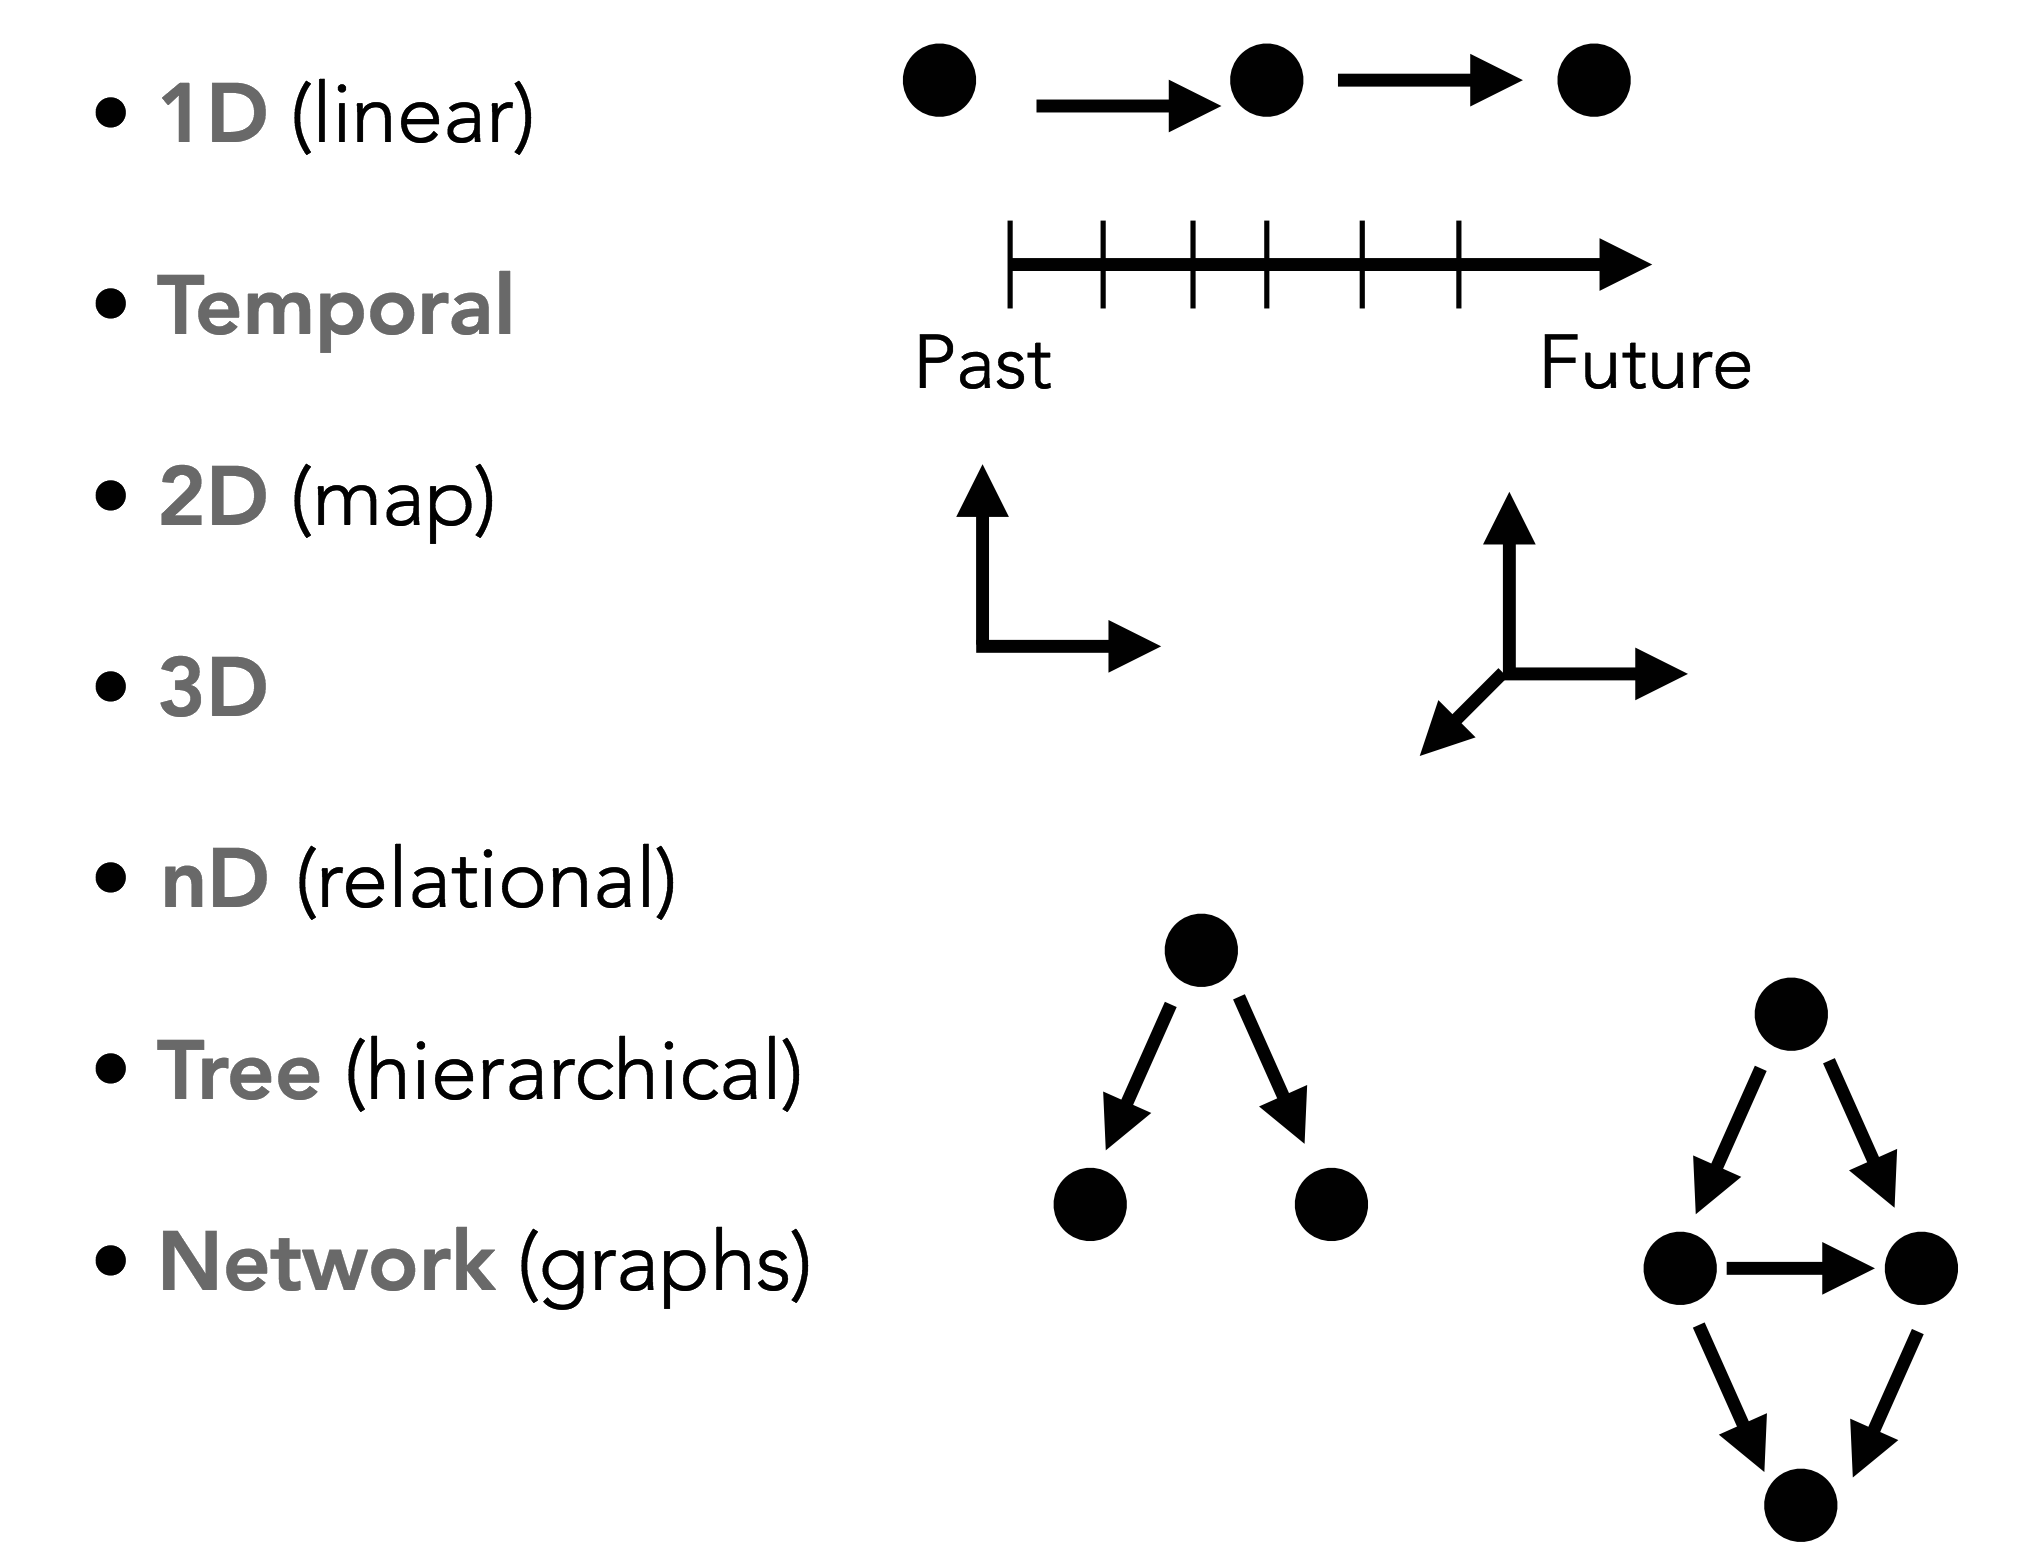 • 1D (linear)
• Temporal
Past
Future
• 2D (map)
• 3D
• nD (relational)
• Tree (hierarchical)
• Network (graphs)